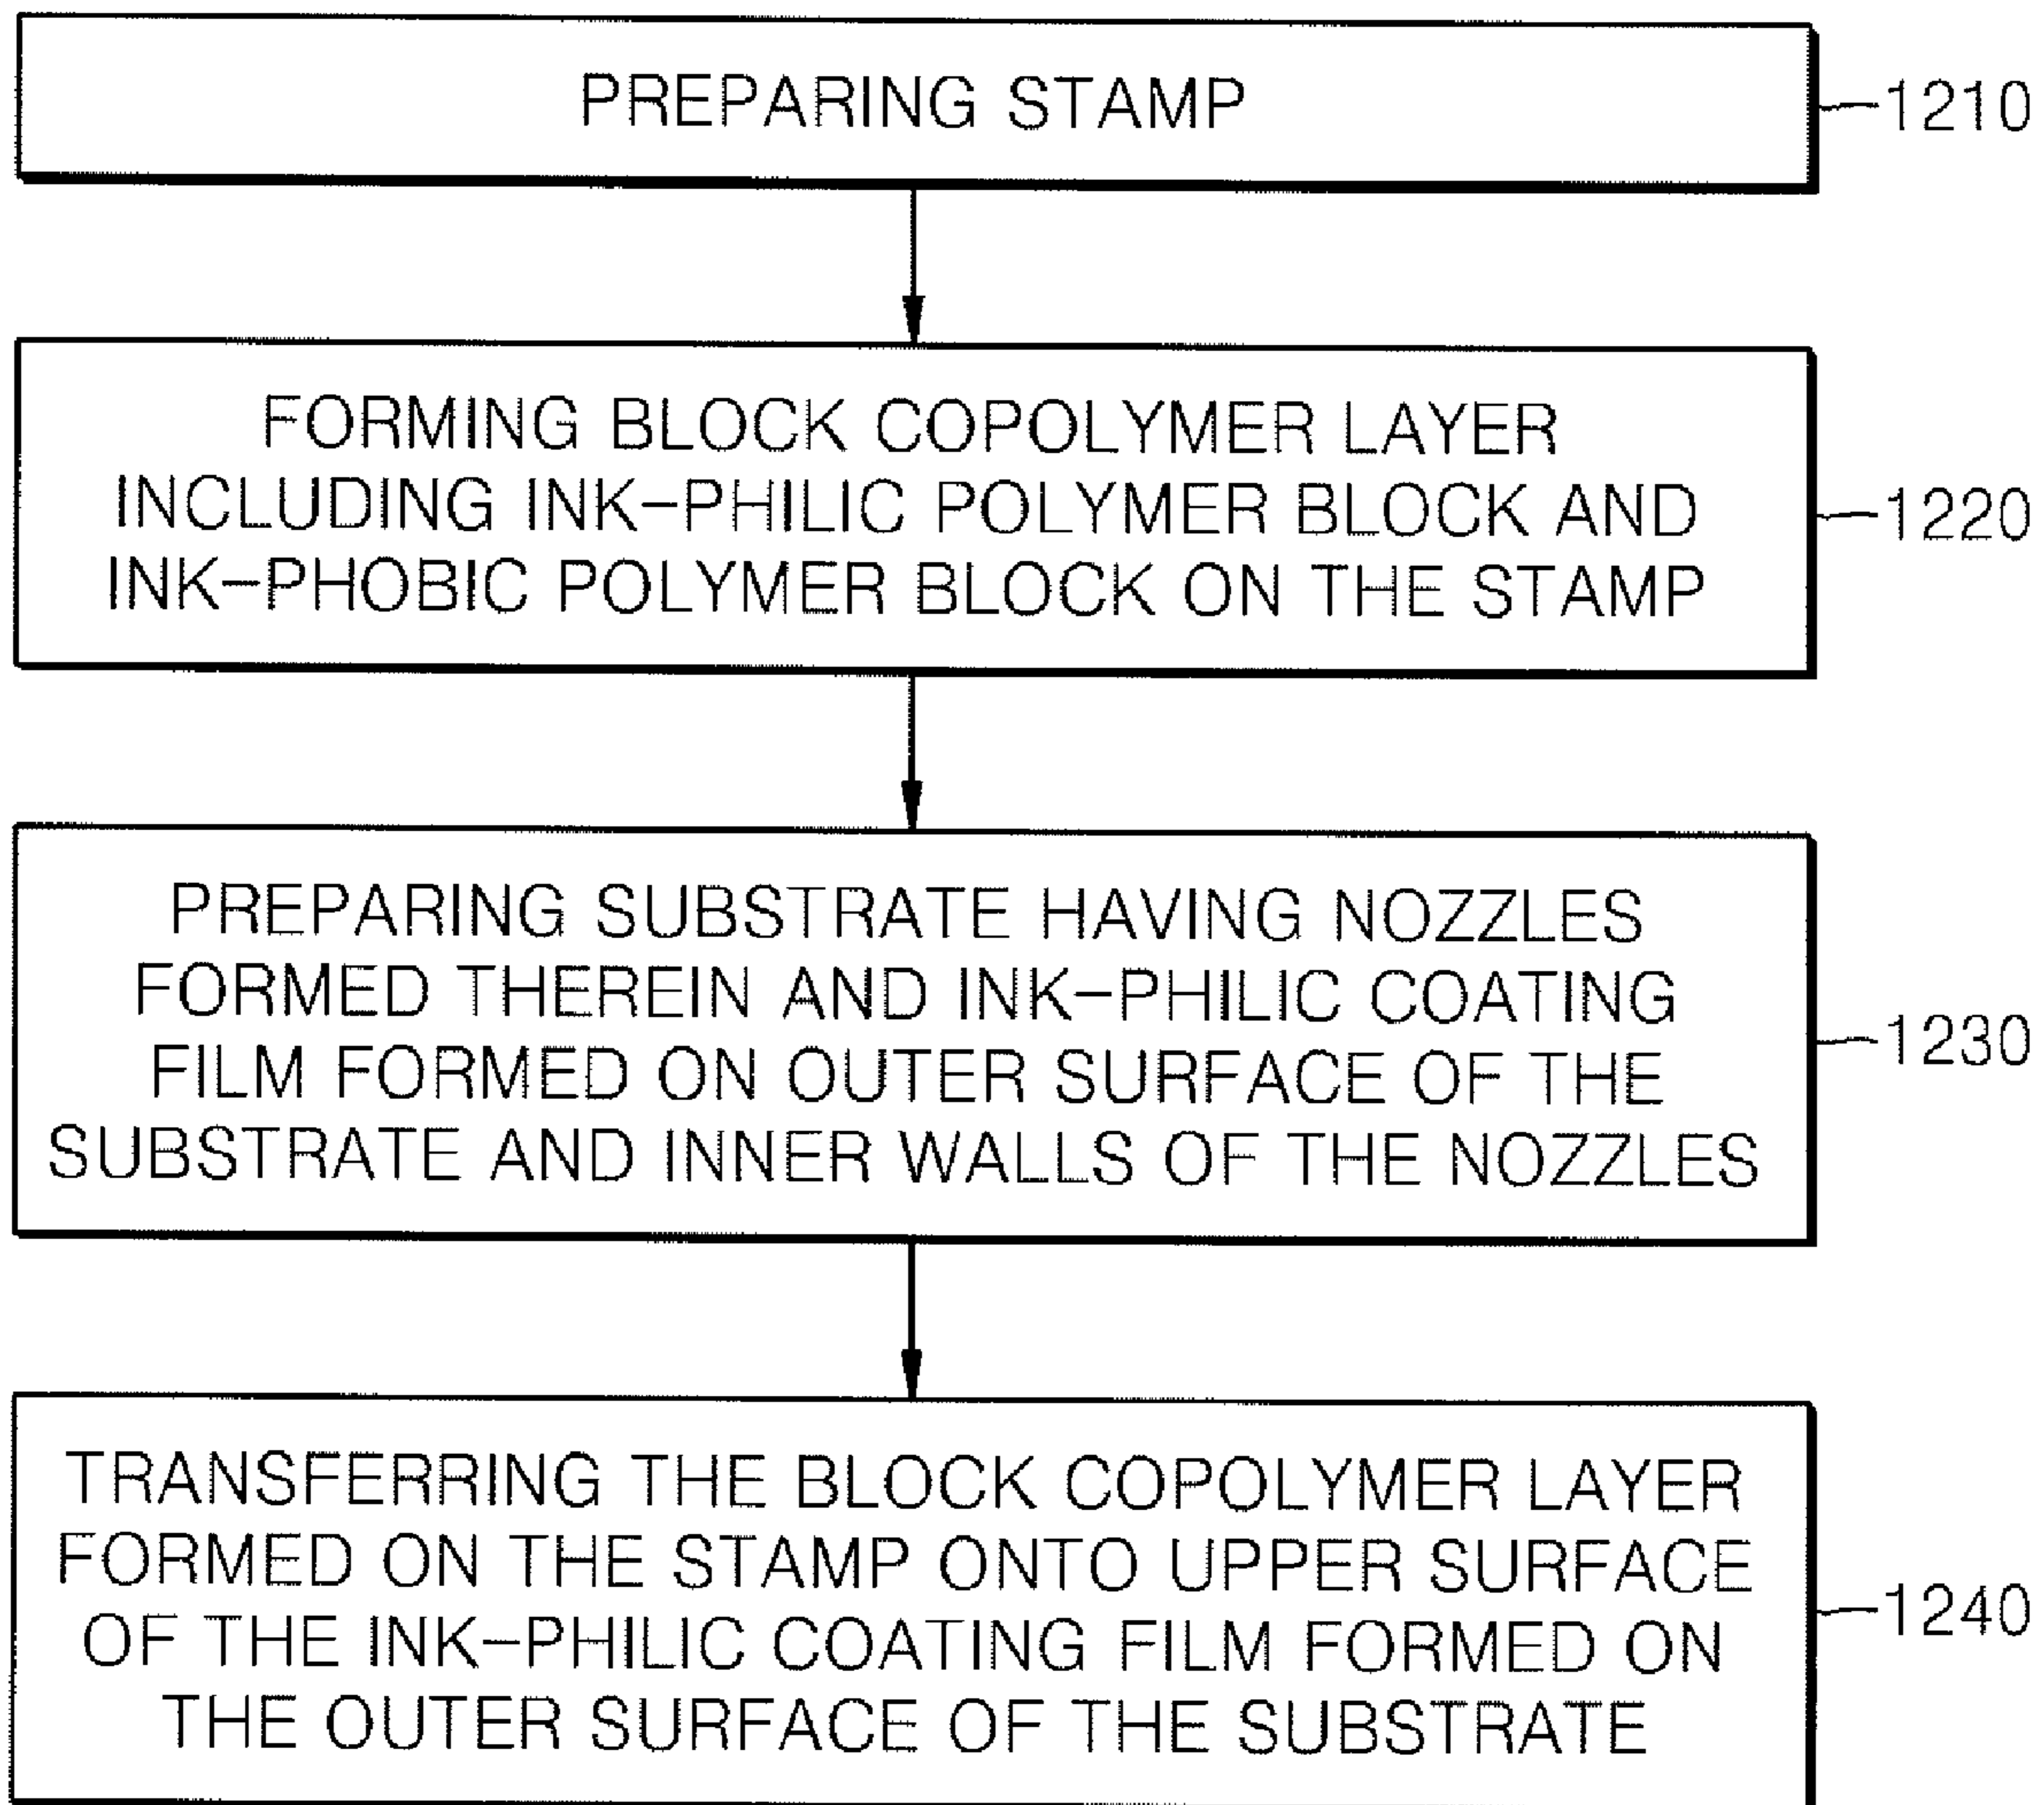 PREPARING STAMP
1210
FORMING BLOCK COPOLYMER LAYER
INCLUDING INK-PHILIC POLYMER BLOCK AND
INK-PHOBIC POLYMER BLOCK ON THE STAMP
1220
PREPARING SUBSTRATE HAVING NOZZLES
FORMED THEREIN AND INK-PHILIC COATING
FILM FORMED ON OUTER SURFACE OF THE
SUBSTRATE AND INNER WALLS OF THE NOZZLES
1230
TRANSFERRING THE BLOCK COPOLYMER LAYER
FORMED ON THE STAMP ONTO UPPER SURFACE
OF THE INK-PHILIC COATING FILM FORMED ON
THE OUTER SURFACE OF THE SUBSTRATE
1240